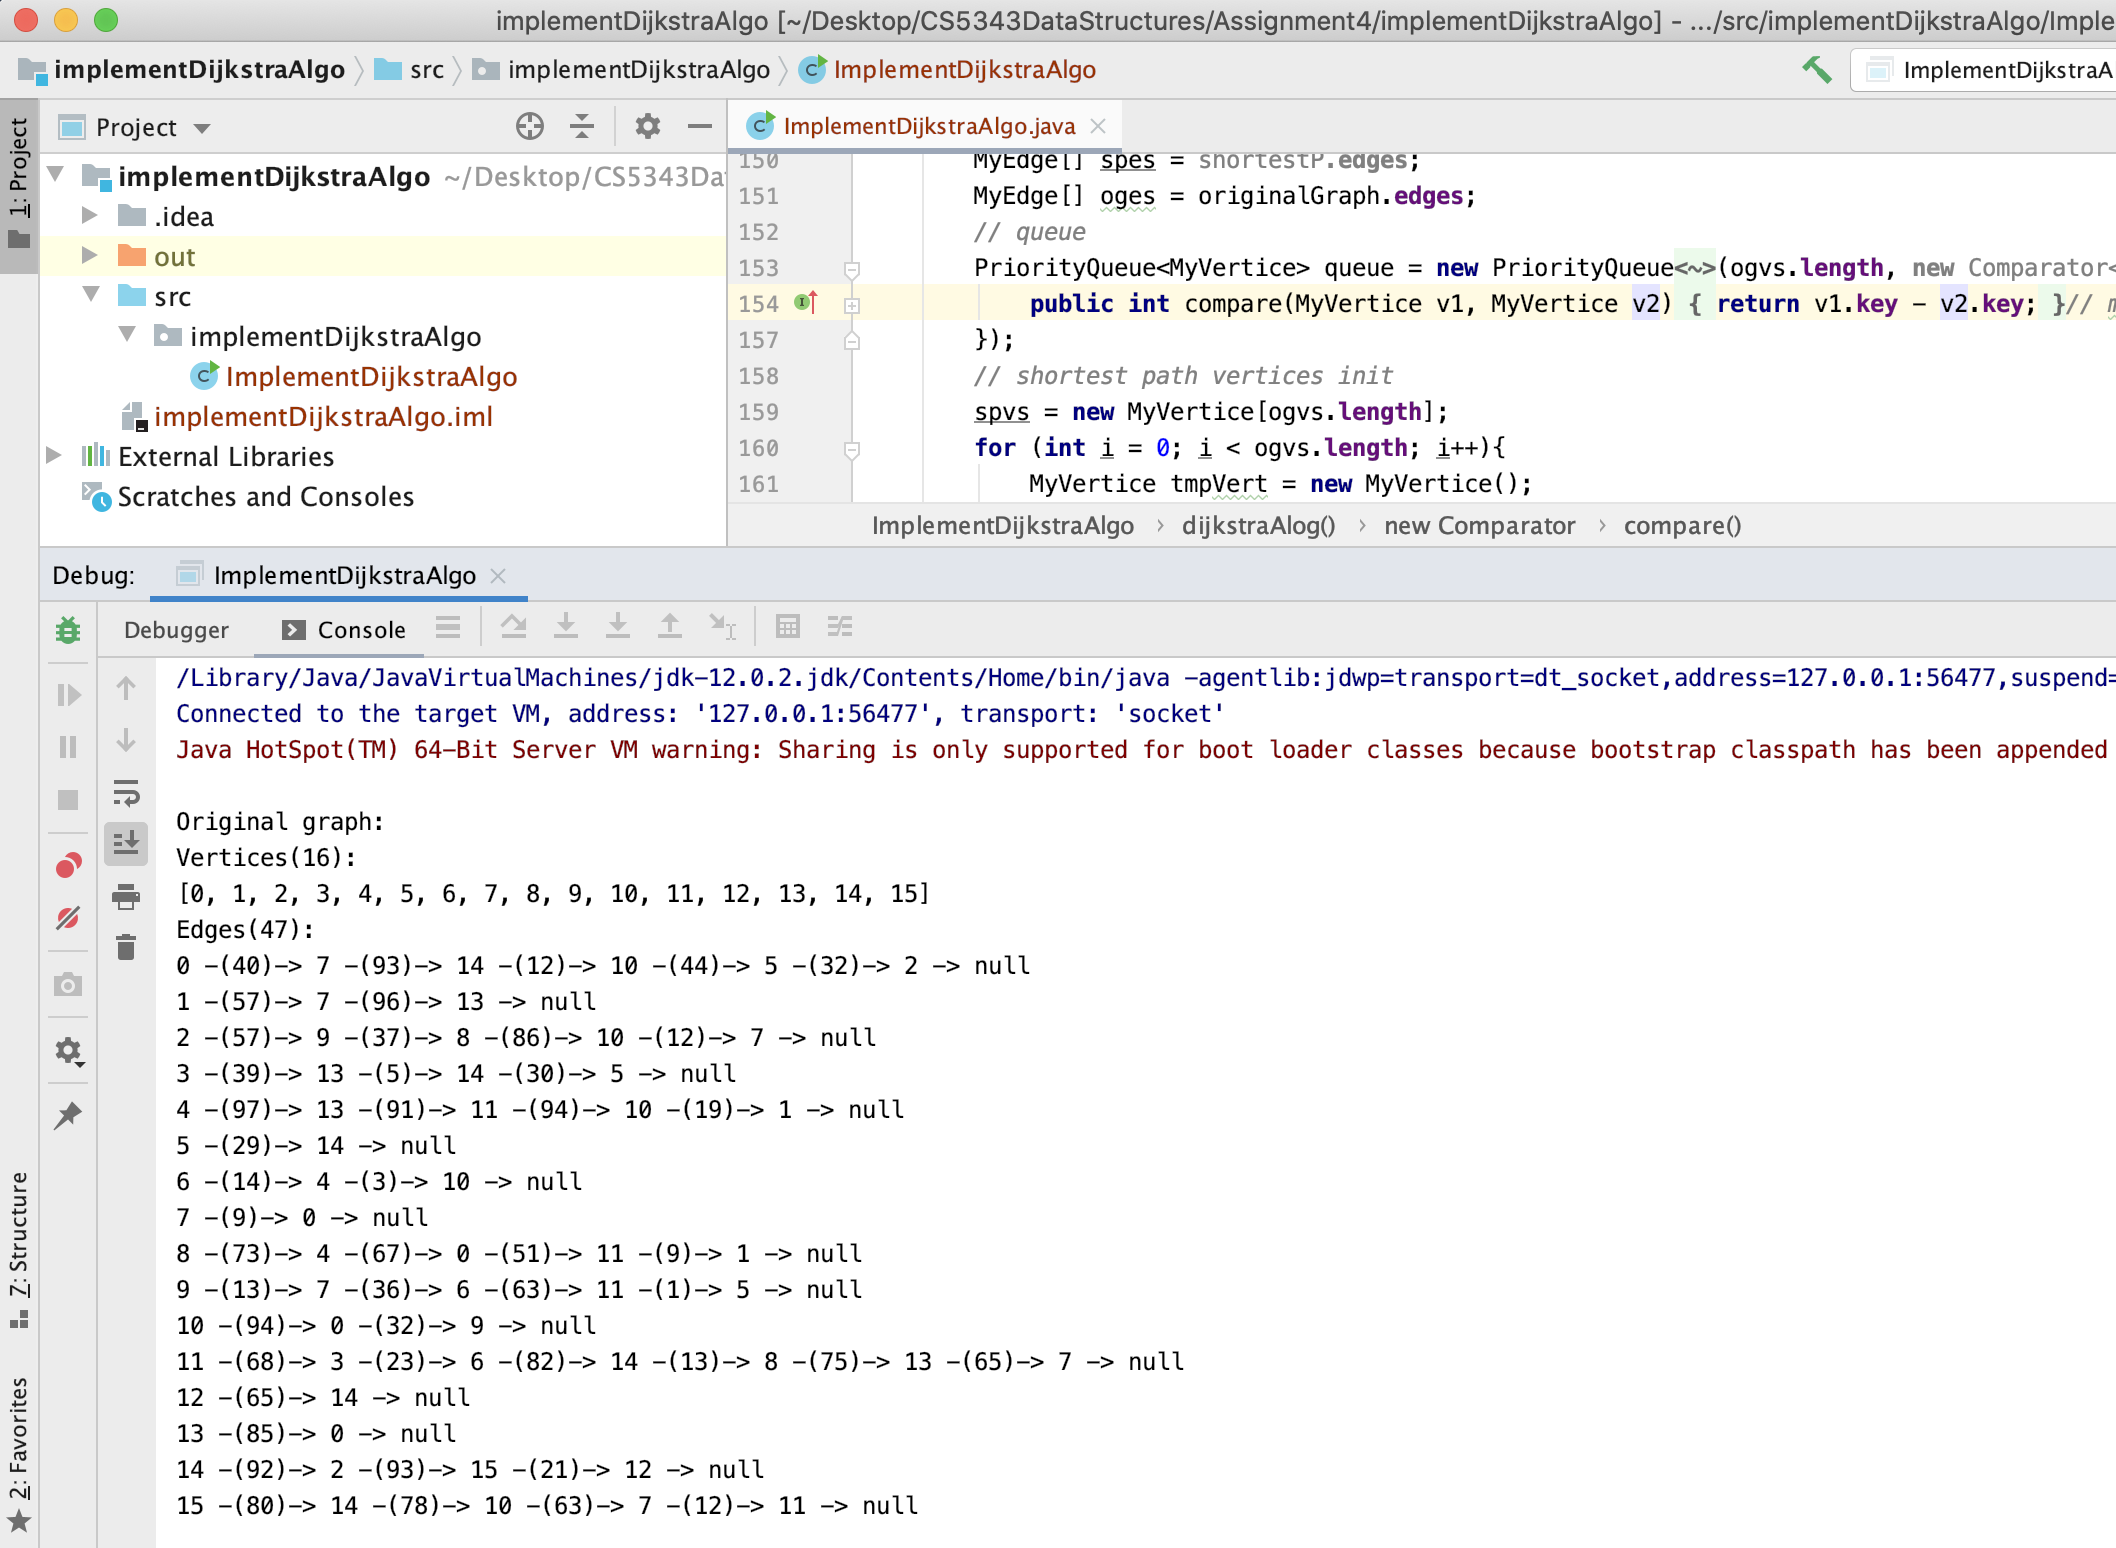 implementDijkstraAlgo [~/Desktop/CS5343DataStructures/Assignment4/implementDijkstraAlgo] - .../src/implementDijkstraAlgo/Imple
implementDijkstraAlgo src implementDijkstraAlgo ImplementDijkstraAlgo ImplementDijkstraA
1: Project
Project
implementDijkstraAlgo ~/Desktop/CS5343Da
.idea
out
src
implementDijkstraAlgo
ImplementDijkstraAlgo
implementDijkstraAlgo.iml
External Libraries
Scratches and Consoles
ImplementDijkstraAlgo.java
150 MyEdge[] spes = shortestP.edges;
151 MyEdge[] oges = originalGraph.edges;
152 // queue
153 PriorityQueue<MyVertice> queue = new PriorityQueue<~>(ogvs.length, new Comparator<
154 public int compare(MyVertice v1, MyVertice v2) { return v1.key - v2.key; }// m
157 });
158 // shortest path vertices init
159 spvs = new MyVertice[ogvs.length];
160 for (int i = 0; i < ogvs.length; i++){
161 MyVertice tmpVert = new MyVertice();
ImplementDijkstraAlgo › dijkstraAlog() › new Comparator › compare()
Debug: ImplementDijkstraAlgo
Debugger Console
/Library/Java/JavaVirtualMachines/jdk-12.0.2.jdk/Contents/Home/bin/java -agentlib:jdwp=transport=dt_socket,address=127.0.0.1:56477,suspend=
Connected to the target VM, address: '127.0.0.1:56477', transport: 'socket'
Java HotSpot(TM) 64-Bit Server VM warning: Sharing is only supported for boot loader classes because bootstrap classpath has been appended
Original graph:
Vertices(16):
[0, 1, 2, 3, 4, 5, 6, 7, 8, 9, 10, 11, 12, 13, 14, 15]
Edges(47):
0 -(40)-> 7 -(93)-> 14 -(12)-> 10 -(44)-> 5 -(32)-> 2 -> null
1 -(57)-> 7 -(96)-> 13 -> null
2 -(57)-> 9 -(37)-> 8 -(86)-> 10 -(12)-> 7 -> null
3 -(39)-> 13 -(5)-> 14 -(30)-> 5 -> null
4 -(97)-> 13 -(91)-> 11 -(94)-> 10 -(19)-> 1 -> null
5 -(29)-> 14 -> null
6 -(14)-> 4 -(3)-> 10 -> null
7 -(9)-> 0 -> null
8 -(73)-> 4 -(67)-> 0 -(51)-> 11 -(9)-> 1 -> null
9 -(13)-> 7 -(36)-> 6 -(63)-> 11 -(1)-> 5 -> null
10 -(94)-> 0 -(32)-> 9 -> null
11 -(68)-> 3 -(23)-> 6 -(82)-> 14 -(13)-> 8 -(75)-> 13 -(65)-> 7 -> null
12 -(65)-> 14 -> null
13 -(85)-> 0 -> null
14 -(92)-> 2 -(93)-> 15 -(21)-> 12 -> null
15 -(80)-> 14 -(78)-> 10 -(63)-> 7 -(12)-> 11 -> null
7: Structure
2: Favorites